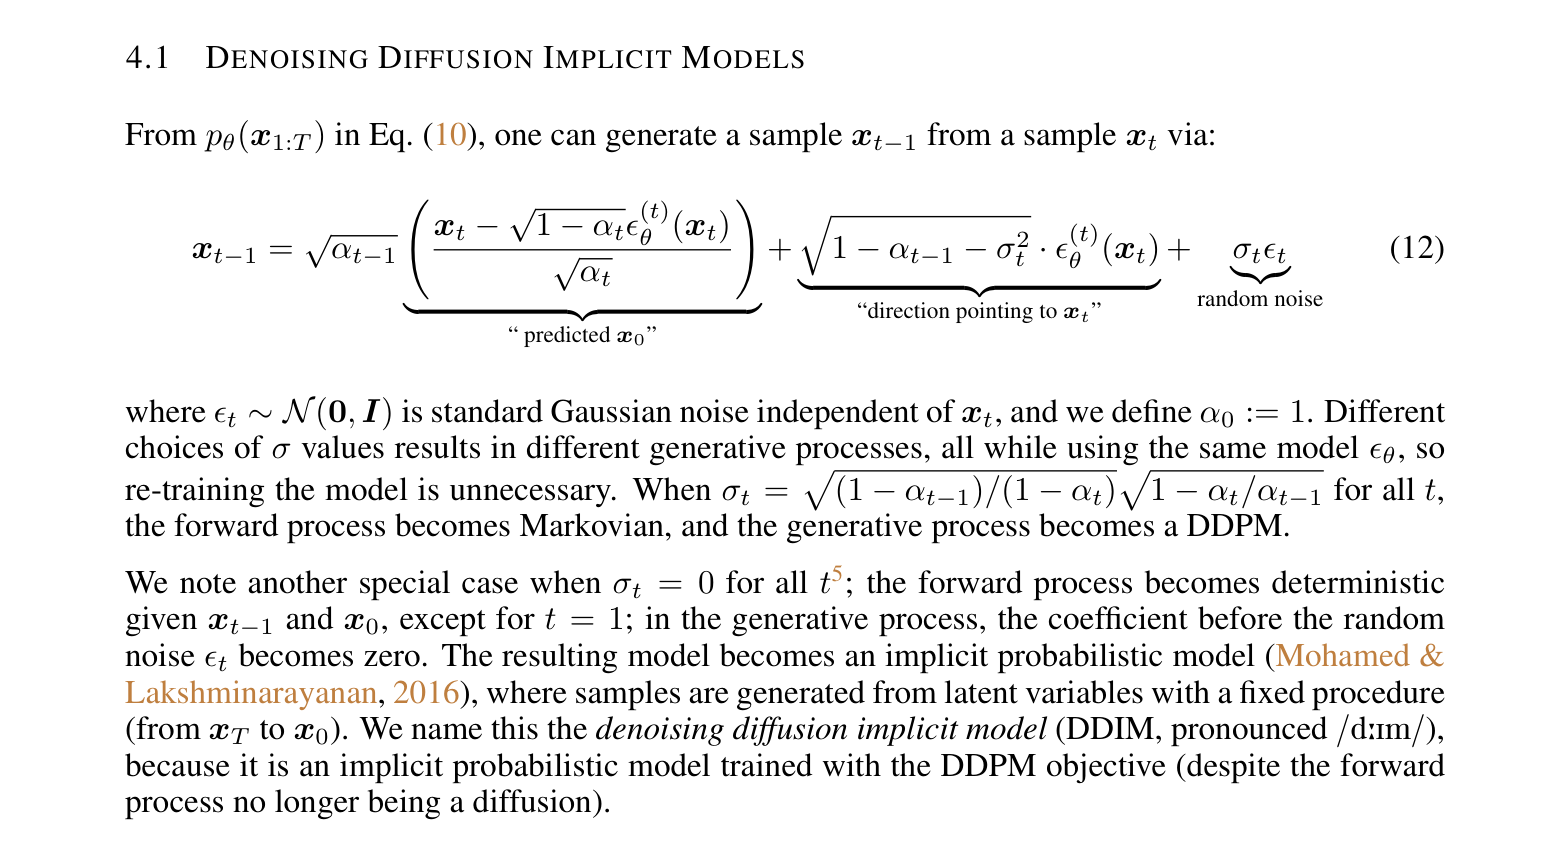 4.1 DENOISING DIFFUSION IMPLICIT MODELS
From $p_\theta(\boldsymbol{x}_{1:T})$ in Eq. (10), one can generate a sample $\boldsymbol{x}_{t-1}$ from a sample $\boldsymbol{x}_t$ via:
$$\boldsymbol{x}_{t-1} = \sqrt{\alpha_{t-1}} \underbrace{\left( \frac{\boldsymbol{x}_t - \sqrt{1 - \alpha_t} \epsilon_\theta^{(t)}(\boldsymbol{x}_t)}{\sqrt{\alpha_t}} \right)}_{\text{“ predicted } \boldsymbol{x}_0 \text{”}} + \underbrace{\sqrt{1 - \alpha_{t-1} - \sigma_t^2} \cdot \epsilon_\theta^{(t)}(\boldsymbol{x}_t)}_{\text{“direction pointing to } \boldsymbol{x}_t \text{”}} + \underbrace{\sigma_t \epsilon_t}_{\text{random noise}} \quad (12)$$
where $\epsilon_t \sim \mathcal{N}(\boldsymbol{0}, \boldsymbol{I})$ is standard Gaussian noise independent of $\boldsymbol{x}_t$, and we define $\alpha_0 := 1$. Different
choices of $\sigma$ values results in different generative processes, all while using the same model $\epsilon_\theta$, so
re-training the model is unnecessary. When $\sigma_t = \sqrt{(1 - \alpha_{t-1})/(1 - \alpha_t)} \sqrt{1 - \alpha_t/\alpha_{t-1}}$ for all $t$,
the forward process becomes Markovian, and the generative process becomes a DDPM.
We note another special case when $\sigma_t = 0$ for all $t$⁵; the forward process becomes deterministic
given $\boldsymbol{x}_{t-1}$ and $\boldsymbol{x}_0$, except for $t = 1$; in the generative process, the coefficient before the random
noise $\epsilon_t$ becomes zero. The resulting model becomes an implicit probabilistic model (Mohamed &
Lakshminarayanan, 2016), where samples are generated from latent variables with a fixed procedure
(from $\boldsymbol{x}_T$ to $\boldsymbol{x}_0$). We name this the denoising diffusion implicit model (DDIM, pronounced /d:ɪm/),
because it is an implicit probabilistic model trained with the DDPM objective (despite the forward
process no longer being a diffusion).